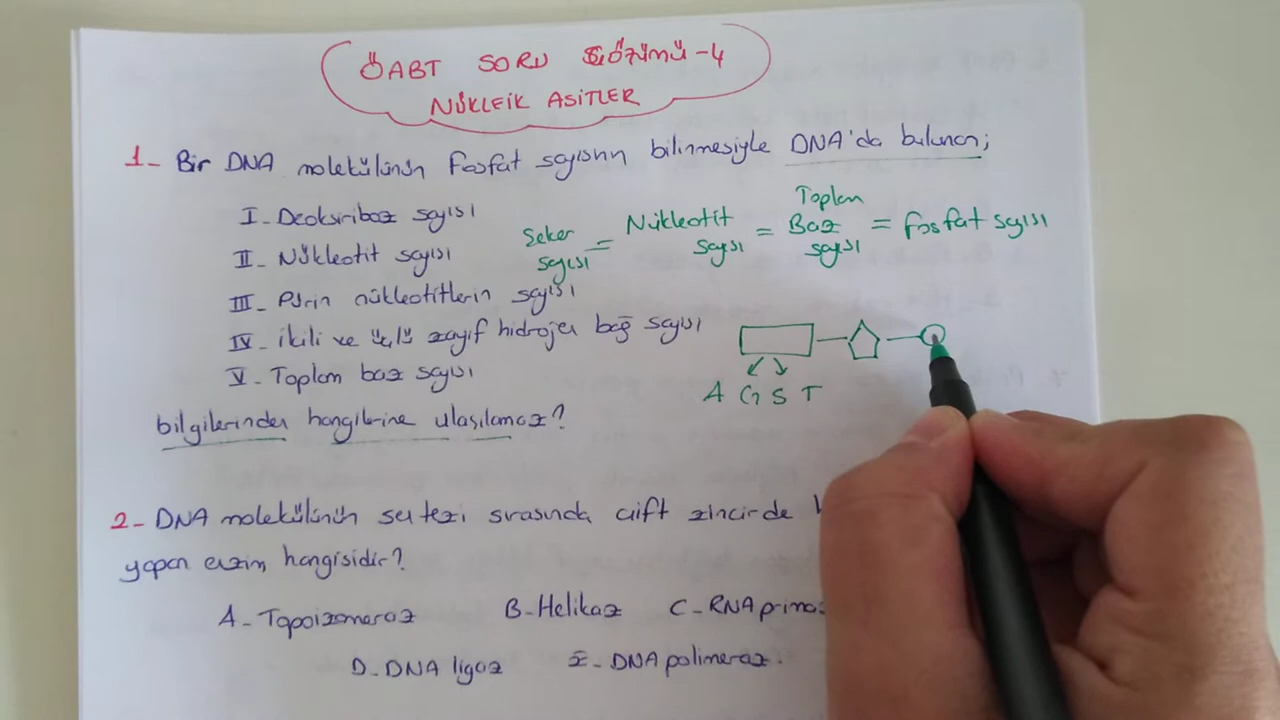 ÖABT SORU ÇÖZÜMÜ-4
NÜKLEİK ASİTLER
1- Bir DNA molekülünün fosfat sayısının bilinmesiyle DNA'da bulunan;
I- Deoksiriboz sayısı
II- Nükleotit sayısı
III- Pürin nükleotitlerin sayısı
IV- İkili ve üçlü zayıf hidrojen bağ sayısı
V- Toplam baz sayısı
Şeker sayısı = Nükleotit sayısı = Toplam Baz sayısı = fosfat sayısı
A G S T
bilgilerinden hangilerine ulaşılamaz?
2- DNA molekülünün sentezi sırasında çift zincirde
yapan enzim hangisidir?
A- Topoizomeraz B- Helikaz C- RNA
D- DNA ligaz E- DNA polimeraz.